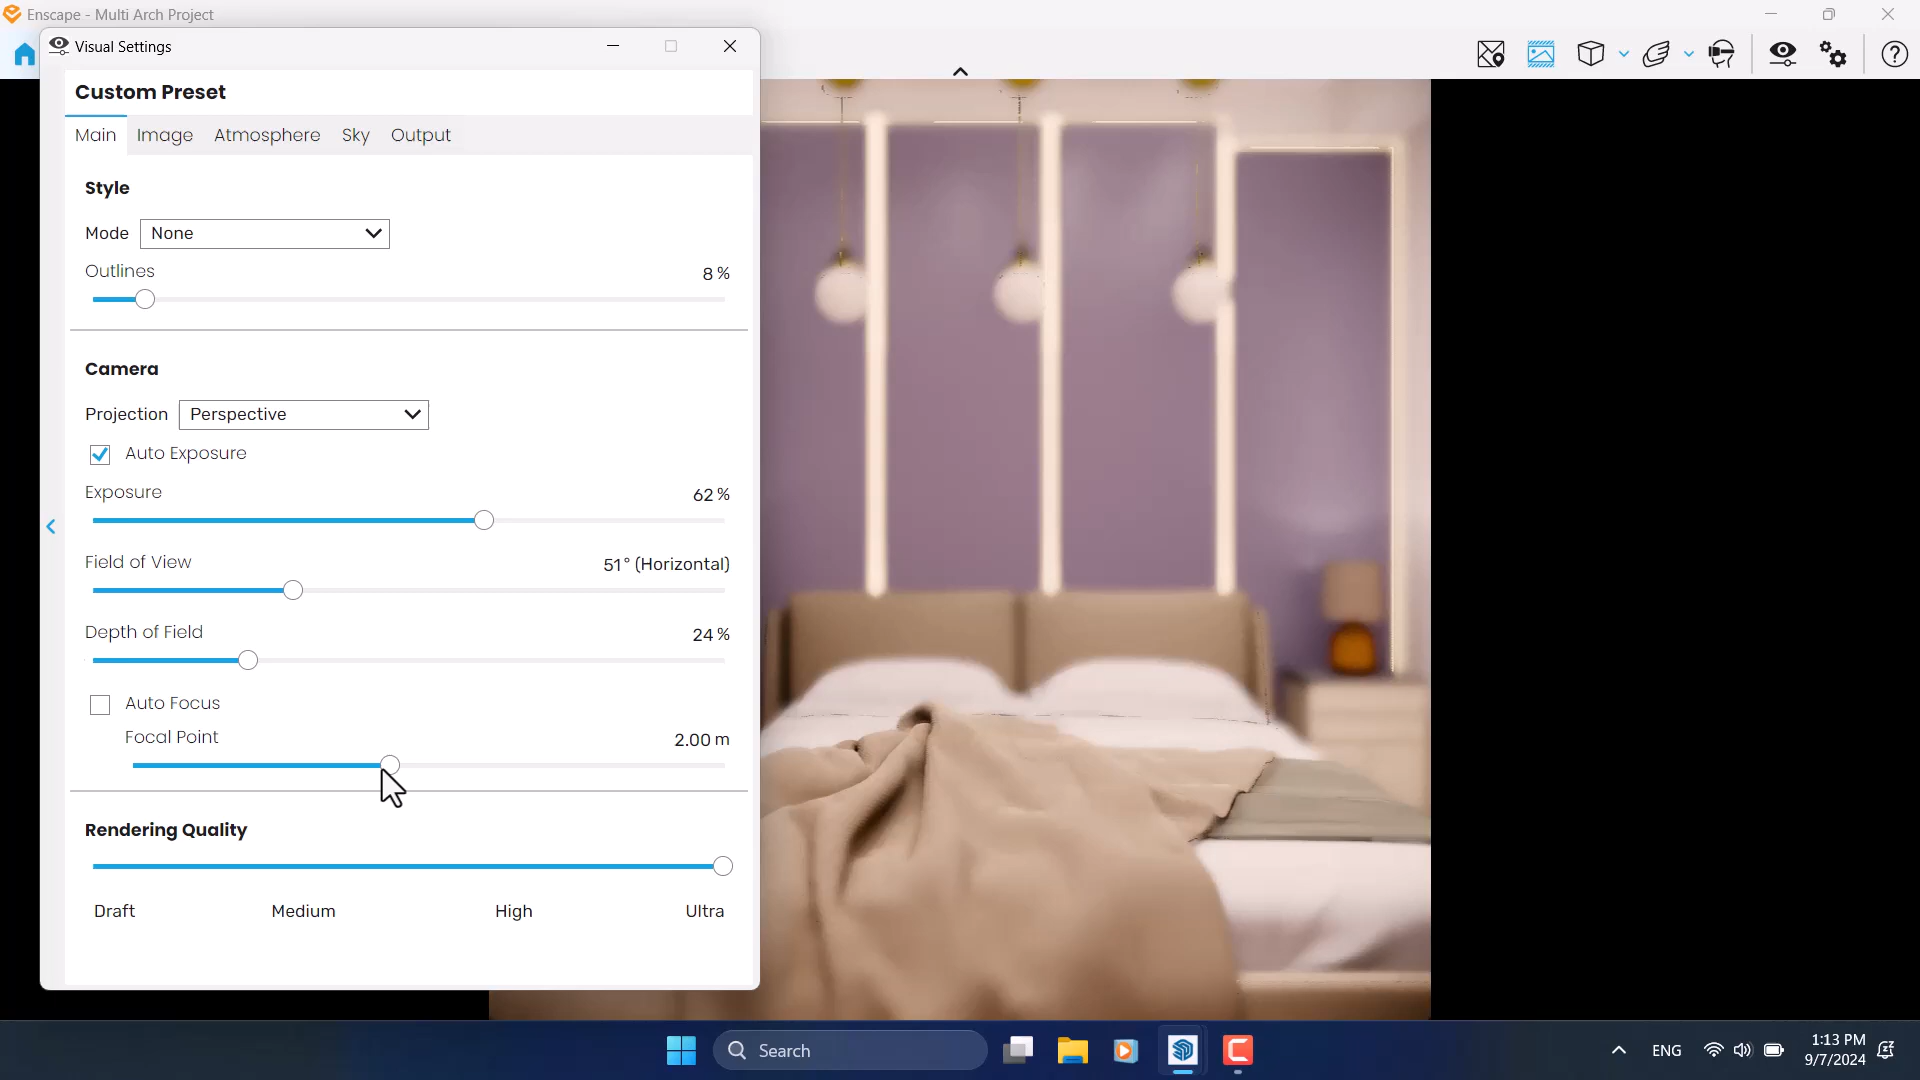 Enscape - Multi Arch Project
Visual Settings
Custom Preset
Main Image Atmosphere Sky Output
Style
Mode None
Outlines 8 %
Camera
Projection Perspective
Auto Exposure
Exposure 62 %
Field of View 51° (Horizontal)
Depth of Field 24 %
Auto Focus
Focal Point 2.00 m
Rendering Quality
Draft Medium High Ultra
Search
ENG
1:13 PM
9/7/2024